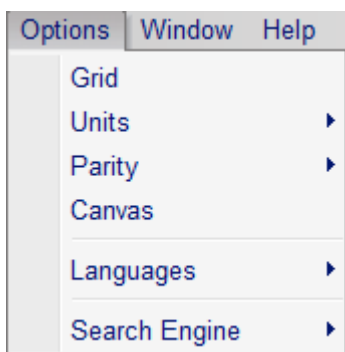 Options Window Help
Grid
Units
Parity
Canvas
Languages
Search Engine